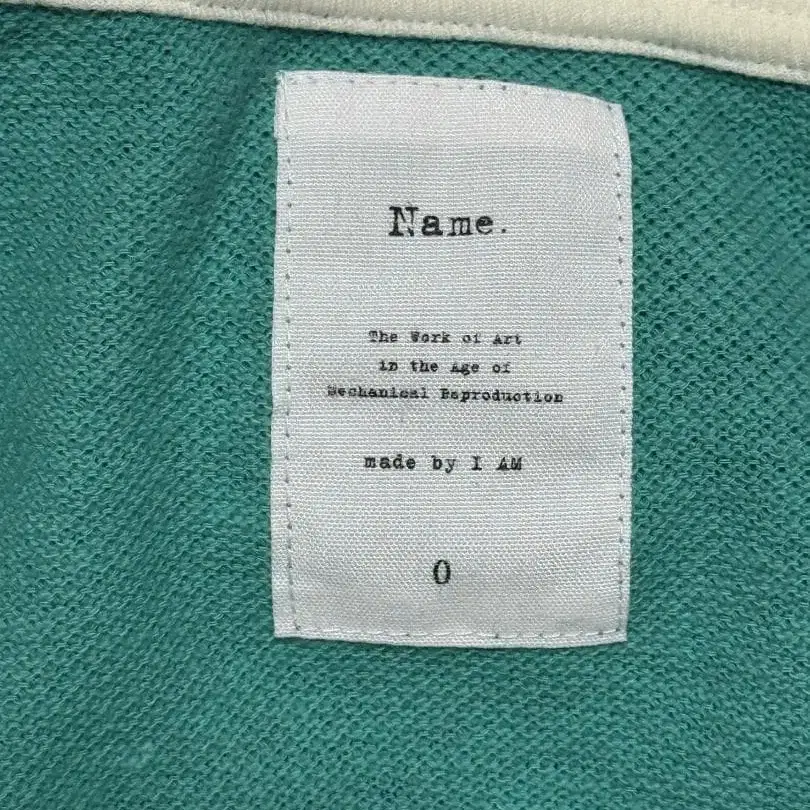 Name.
The Work of Art
in the Age of
Mechanical Reproduction
made by I AM
0